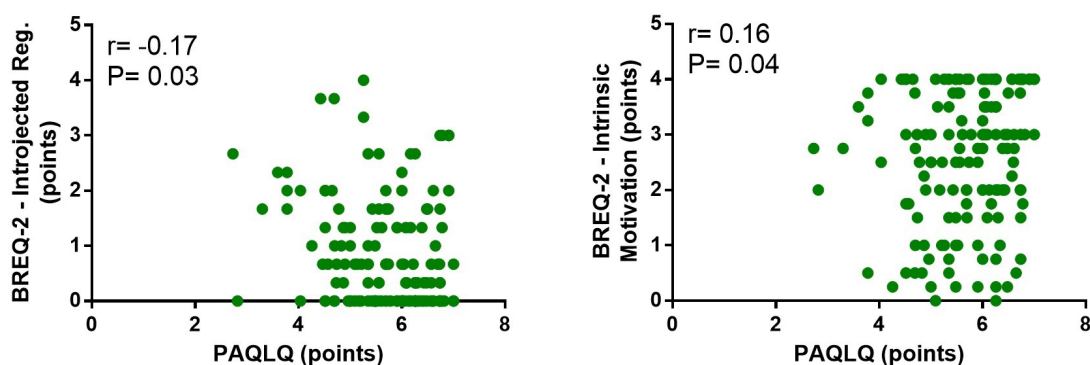 r= -0.17
P= 0.03
BREQ-2 - Introjected Reg.
(points)
5
4
3
2
1
0
0
2
4
6
8
PAQLQ (points)
r= 0.16
P= 0.04
BREQ-2 - Intrinsic
Motivation (points)
5
4
3
2
1
0
0
2
4
6
8
PAQLQ (points)